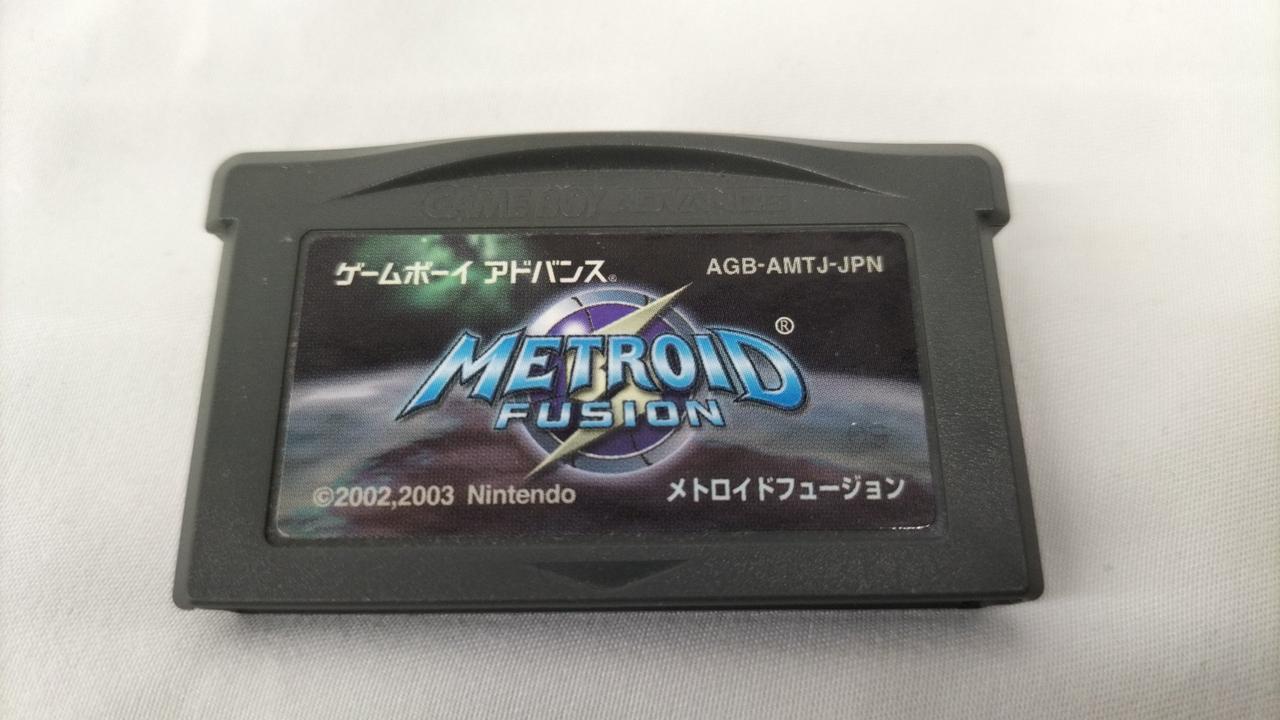 GAME BOY ADVANCE
ゲームボーイ アドバンス®
AGB-AMTJ-JPN
METROID®
FUSION
©2002,2003 Nintendo
メトロイドフュージョン